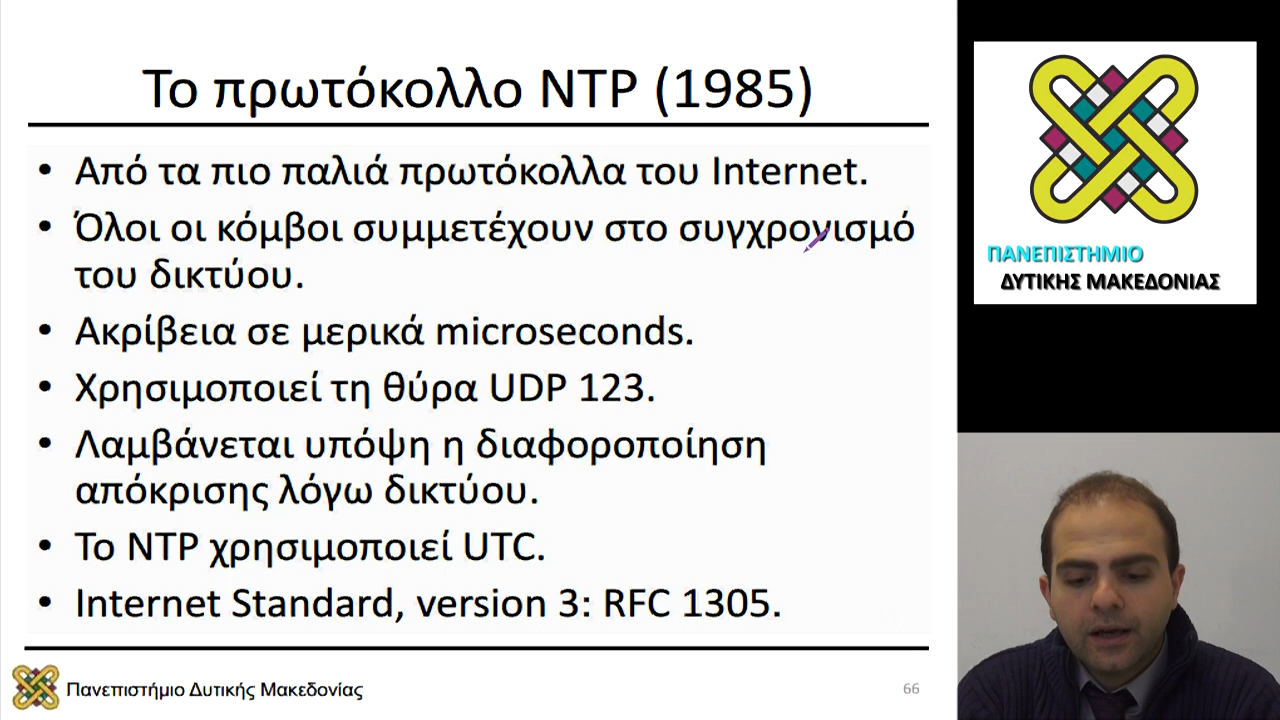 Το πρωτόκολλο NTP (1985)
• Από τα πιο παλιά πρωτόκολλα του Internet.
• Όλοι οι κόμβοι συμμετέχουν στο συγχρονισμό
του δικτύου.
• Ακρίβεια σε μερικά microseconds.
• Χρησιμοποιεί τη θύρα UDP 123.
• Λαμβάνεται υπόψη η διαφοροποίηση
απόκρισης λόγω δικτύου.
• Το NTP χρησιμοποιεί UTC.
• Internet Standard, version 3: RFC 1305.
Πανεπιστήμιο Δυτικής Μακεδονίας
66
ΠΑΝΕΠΙΣΤΗΜΙΟ
ΔΥΤΙΚΗΣ ΜΑΚΕΔΟΝΙΑΣ